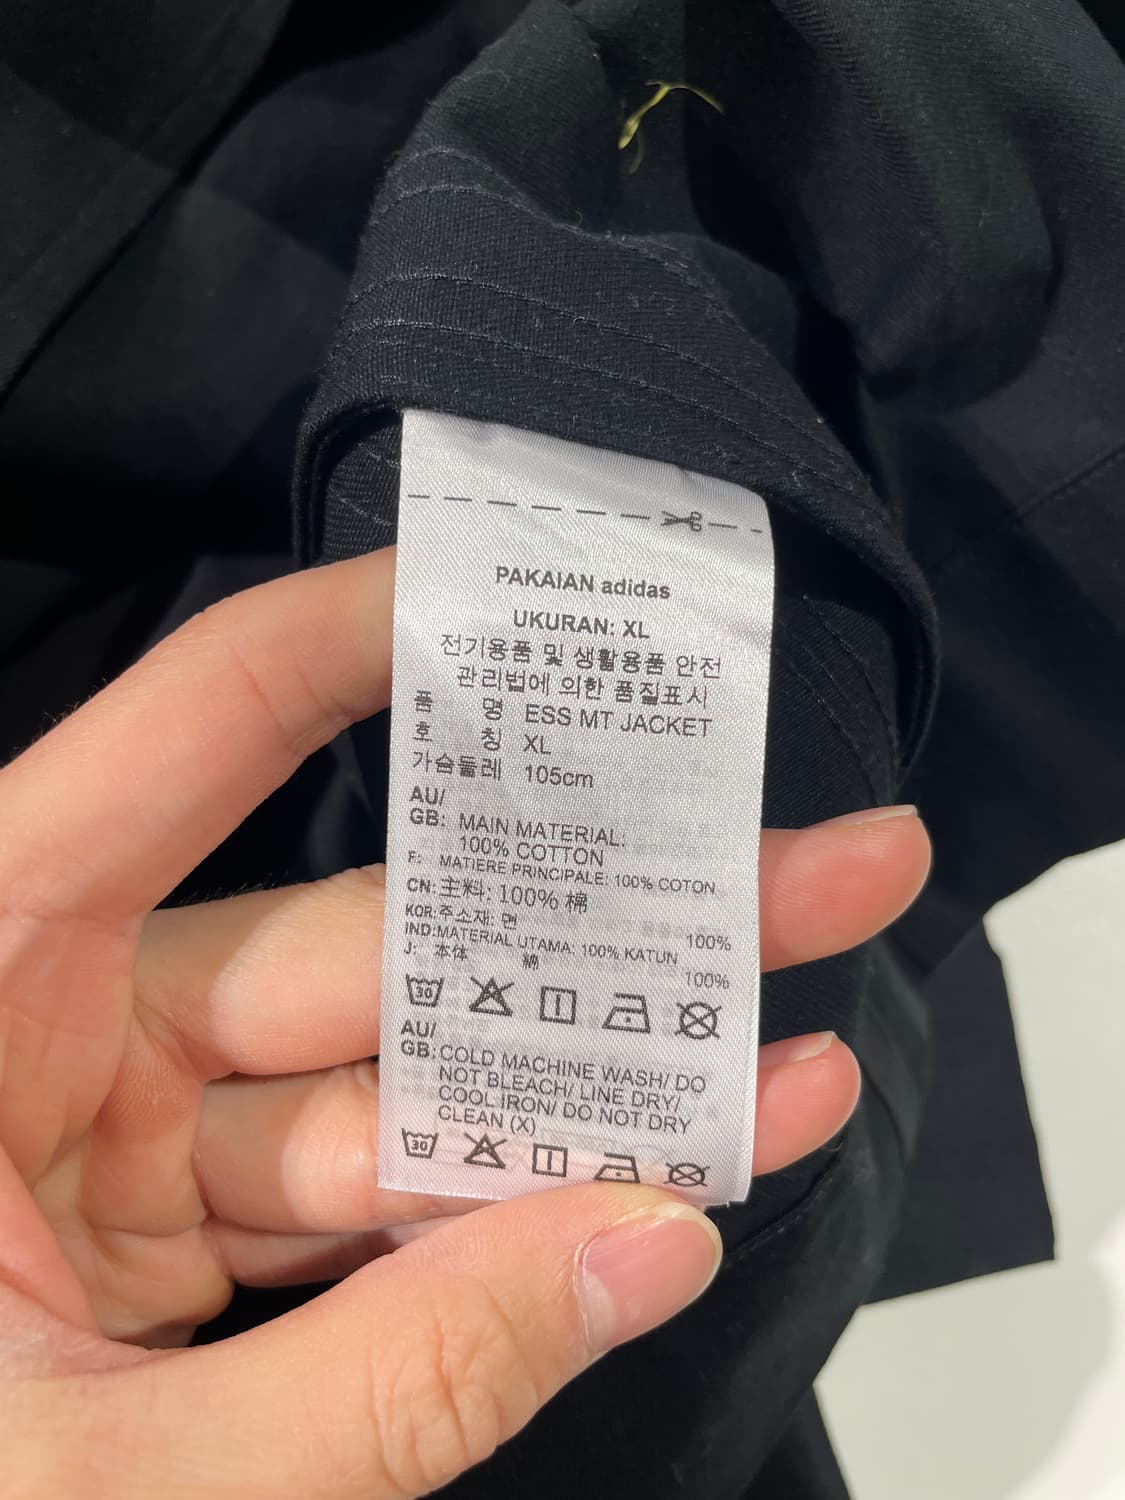 PAKAIAN adidas
UKURAN: XL
전기용품 및 생활용품 안전
관리법에 의한 품질표시
품 명 ESS MT JACKET
호 칭 XL
가슴둘레 105cm
AU/
GB: MAIN MATERIAL:
100% COTTON
F: MATIERE PRINCIPALE: 100% COTON
CN: 主料: 100% 棉
KOR: 주소재: 면 100%
IND: MATERIAL UTAMA: 100% KATUN
J: 本体 綿 100%
30
AU/
GB: COLD MACHINE WASH/ DO
NOT BLEACH/ LINE DRY/
COOL IRON/ DO NOT DRY
CLEAN (X)
30